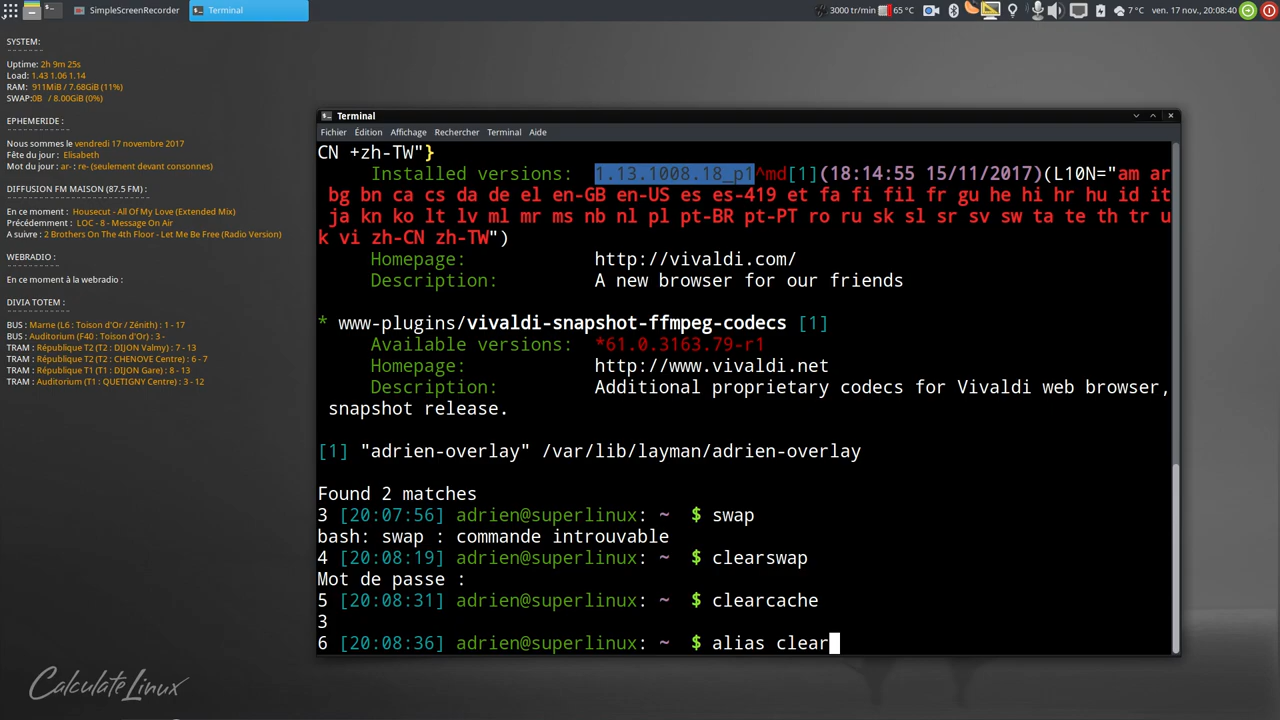 SimpleScreenRecorder
Terminal
3000 tr/min
65 °C
7 °C
ven. 17 nov., 20:08:40
SYSTEM:
Uptime: 2h 9m 25s
Load: 1.43 1.06 1.14
RAM: 911MiB / 7.68GiB (11%)
SWAP:0B / 8.00GiB (0%)
EPHEMERIDE :
Nous sommes le vendredi 17 novembre 2017
Fête du jour : Elisabeth
Mot du jour : ar- : re- (seulement devant consonnes)
DIFFUSION FM MAISON (87.5 FM) :
En ce moment : Housecut - All Of My Love (Extended Mix)
Précédemment : LOC - 8 - Message On Air
A suivre : 2 Brothers On The 4th Floor - Let Me Be Free (Radio Version)
WEBRADIO :
En ce moment à la webradio :
DIVIA TOTEM :
BUS : Marne (L6 : Toison d'Or / Zénith) : 1 - 17
BUS : Auditorium (F40 : Toison d'Or) : 3 -
TRAM : République T2 (T2 : DIJON Valmy) : 7 - 13
TRAM : République T2 (T2 : CHENOVE Centre) : 6 - 7
TRAM : République T1 (T1 : DIJON Gare) : 8 - 13
TRAM : Auditorium (T1 : QUETIGNY Centre) : 3 - 12
Calculate Linux
Terminal
Fichier Édition Affichage Rechercher Terminal Aide
CN +zh-TW"}
Installed versions: 1.13.1008.18_p1^md[1](18:14:55 15/11/2017)(L10N="am ar
bg bn ca cs da de el en-GB en-US es es-419 et fa fi fil fr gu he hi hr hu id it
ja kn ko lt lv ml mr ms nb nl pl pt-BR pt-PT ro ru sk sl sr sv sw ta te th tr u
k vi zh-CN zh-TW")
Homepage: http://vivaldi.com/
Description: A new browser for our friends
* www-plugins/vivaldi-snapshot-ffmpeg-codecs [1]
Available versions: *61.0.3163.79-r1
Homepage: http://www.vivaldi.net
Description: Additional proprietary codecs for Vivaldi web browser,
snapshot release.
[1] "adrien-overlay" /var/lib/layman/adrien-overlay
Found 2 matches
3 [20:07:56] adrien@superlinux: ~ $ swap
bash: swap : commande introuvable
4 [20:08:19] adrien@superlinux: ~ $ clearswap
Mot de passe :
5 [20:08:31] adrien@superlinux: ~ $ clearcache
3
6 [20:08:36] adrien@superlinux: ~ $ alias clear